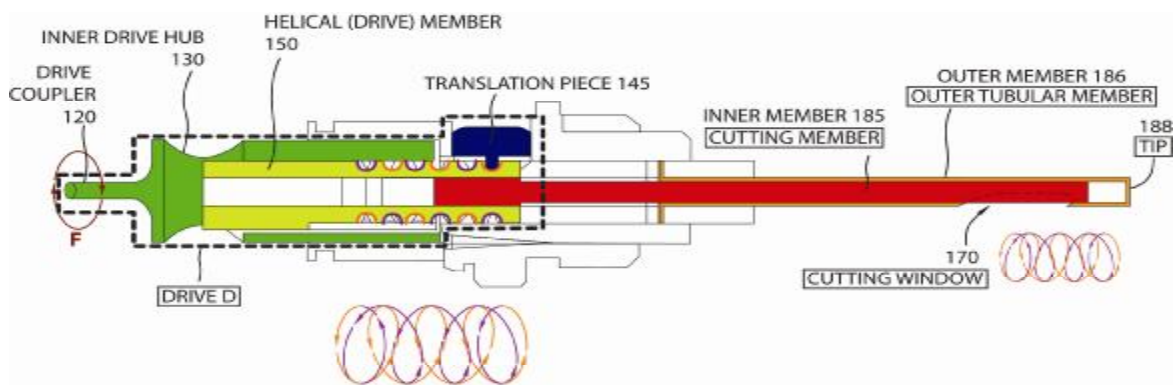 HELICAL (DRIVE) MEMBER
150
INNER DRIVE HUB
130
DRIVE
COUPLER
120
TRANSLATION PIECE 145
INNER MEMBER 185
CUTTING MEMBER
OUTER MEMBER 186
OUTER TUBULAR MEMBER
188
TIP
F
DRIVE D
170
CUTTING WINDOW